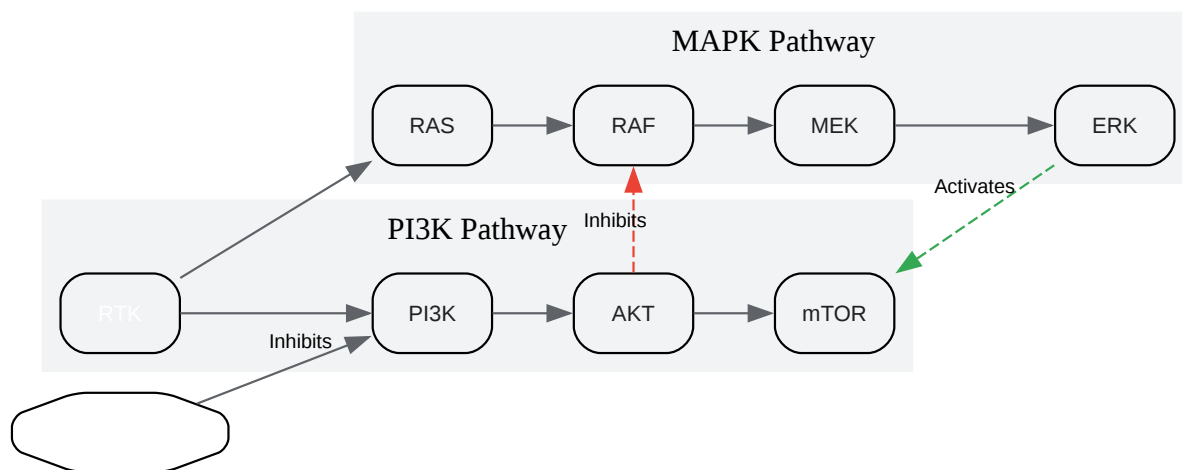 MAPK Pathway
RAS
RAF
MEK
ERK
Activates
PI3K Pathway
Inhibits
RTK
PI3K
AKT
mTOR
Inhibits